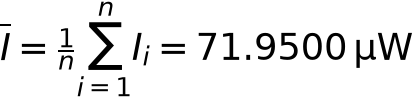 Ī = 1/n ∑_{i=1}^{n} I_i = 71.9500 µW